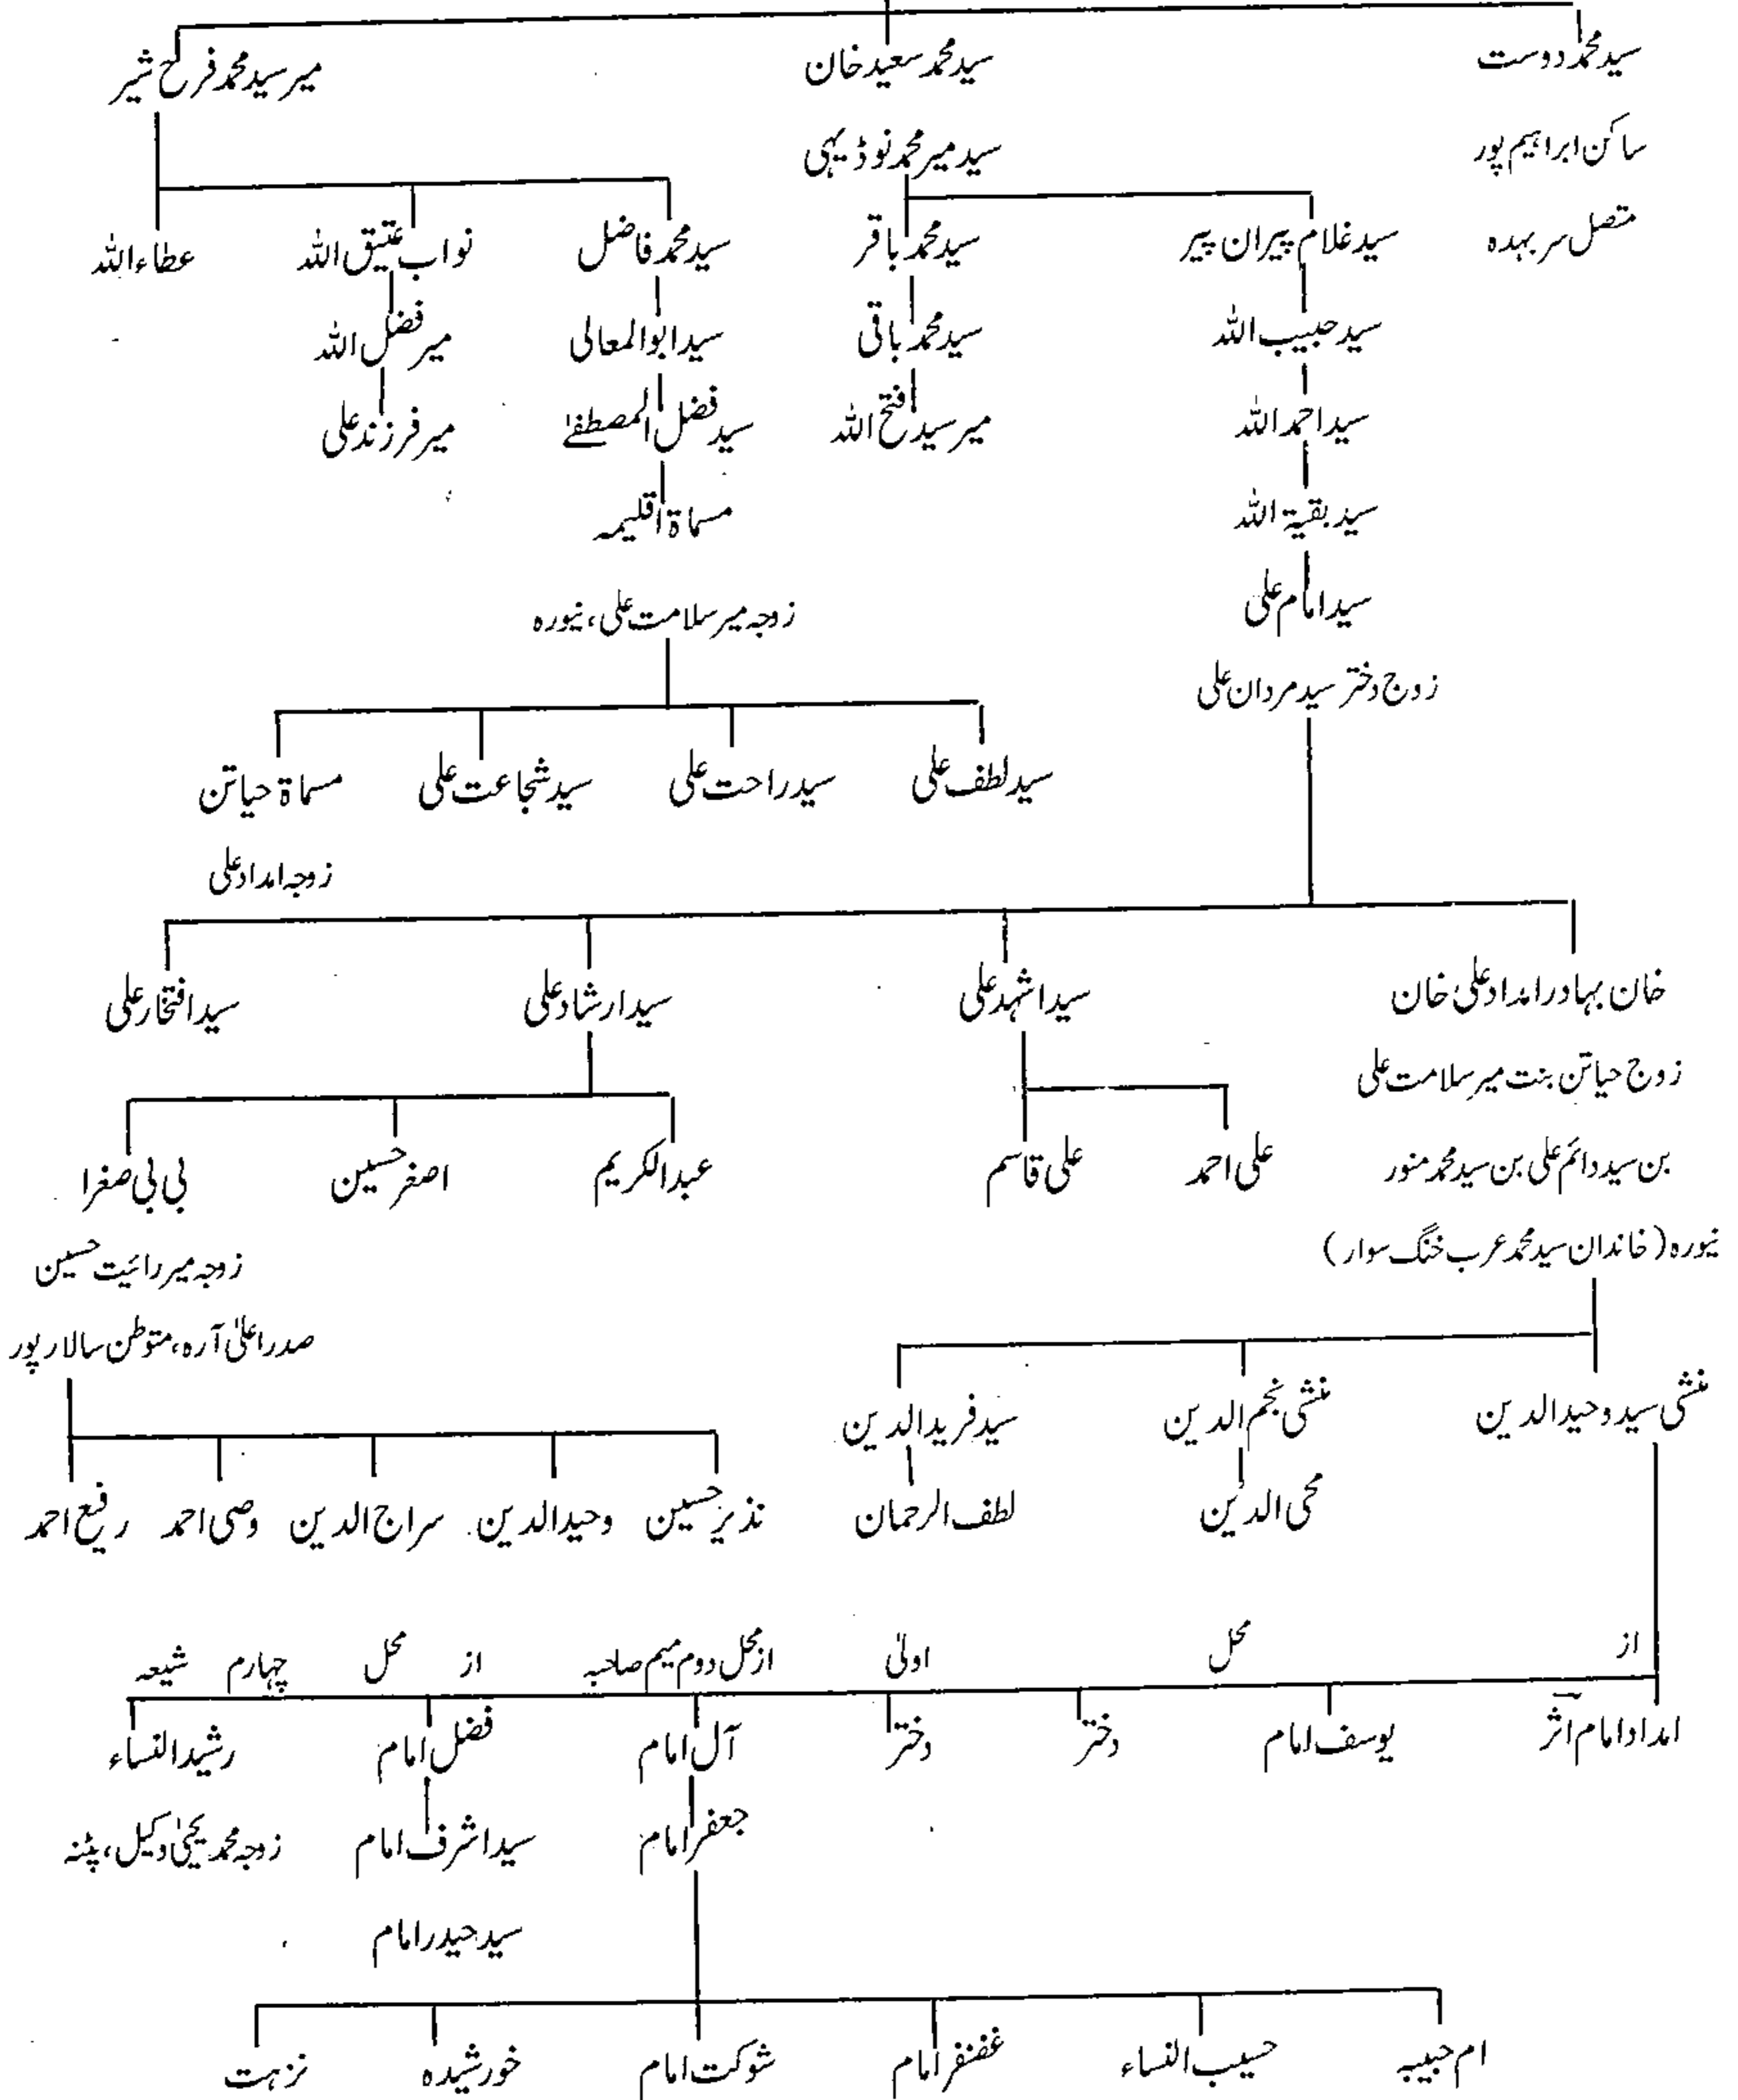 سید محمد دوست سید محمد سعید خان میر سید محمد فرخ شیر
ساکن ابراہیم پور سید میر محمد نوڈیہی
متصل سر بہدہ سید غلام پیران پیر سید محمد باقر سید محمد فاضل نواب عتیق اللہ عطاء اللہ
سید حبیب اللہ سید محمد باقی سید ابوالمعالی میر فضل اللہ
سید احمد اللہ میر سید فتح اللہ سید فضل المصطفےٰ میر فرزند علی
سید بقیۃ اللہ مسماۃ اقلیمہ
سید امام علی زوجہ میر سلامت علی، نیورہ
زوج دختر سید مردان علی
سید لطف علی سید راحت علی سید شجاعت علی مسماۃ حیاتن
زوجہ امداد علی
خان بہادر امداد علی خان سید اشہد علی سید ارشاد علی سید افتخار علی
زوج حیاتن بنت میر سلامت علی
بن سید دائم علی بن سید محمد منور علی احمد علی قاسم عبدالکریم اصغر حسین بی بی صغرا
نیورہ (خاندان سید محمد عرب خنگ سوار) زوجہ میر رائیت حسین
صدر اعلیٰ آرہ، متوطن سالار پور
منشی سید وحید الدین منشی نجم الدین سید فرید الدین
محی الدین لطف الرحمان نذیر حسین وحید الدین سراج الدین وصی احمد رفیع احمد
از محل اولیٰ از محل دوم میم صاحبہ از محل چہارم شیعہ
امداد امام اثر یوسف امام دختر دختر آل امام فضل امام رشید النساء
جعفر امام سید اشرف امام زوجہ محمد یحییٰ وکیل، پٹنہ
سید حیدر امام
ام حبیبہ حسیب النساء غضنفر امام شوکت امام خورشیدہ نزہت